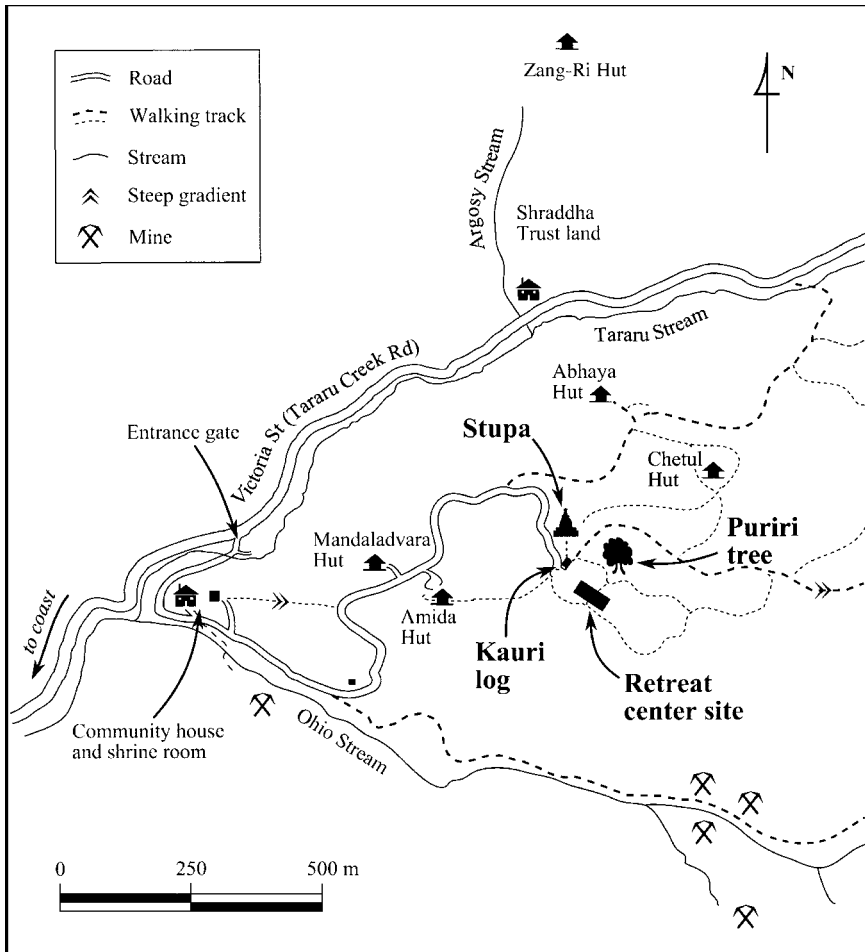 Road
Walking track
Stream
Steep gradient
Mine
Zang-Ri Hut
N
Argosy Stream
Shraddha
Trust land
Tararu Stream
Victoria St (Tararu Creek Rd)
Abhaya
Hut
Entrance gate
Stupa
Chetul
Hut
Mandaladvara
Hut
Puriri
tree
to coast
Amida
Hut
Kauri
log
Retreat
center site
Community house
and shrine room
Ohio Stream
0 250 500 m